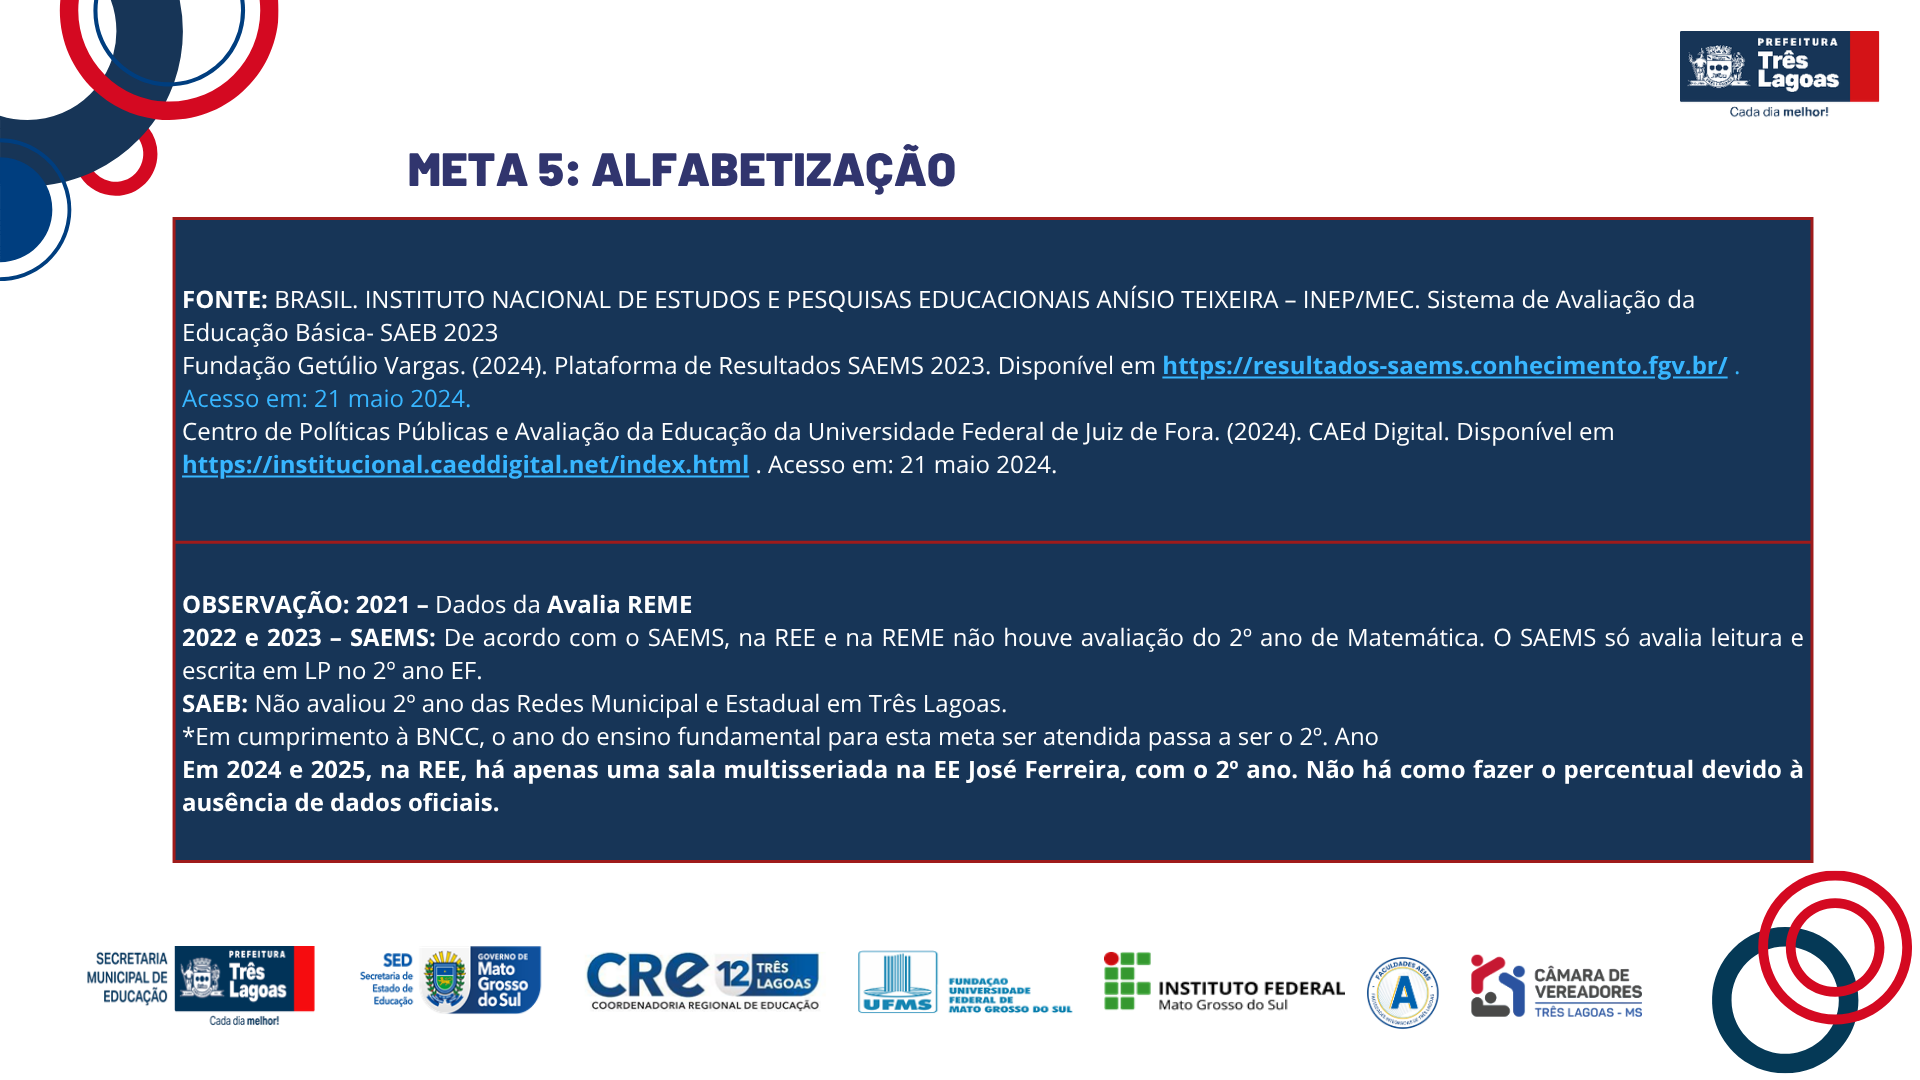 PREFEITURA
Três
Lagoas
Cada dia melhor!
META 5: ALFABETIZAÇÃO
FONTE: BRASIL. INSTITUTO NACIONAL DE ESTUDOS E PESQUISAS EDUCACIONAIS ANÍSIO TEIXEIRA – INEP/MEC. Sistema de Avaliação da
Educação Básica- SAEB 2023
Fundação Getúlio Vargas. (2024). Plataforma de Resultados SAEMS 2023. Disponível em https://resultados-saems.conhecimento.fgv.br/ .
Acesso em: 21 maio 2024.
Centro de Políticas Públicas e Avaliação da Educação da Universidade Federal de Juiz de Fora. (2024). CAEd Digital. Disponível em
https://institucional.caeddigital.net/index.html . Acesso em: 21 maio 2024.
OBSERVAÇÃO: 2021 – Dados da Avalia REME
2022 e 2023 – SAEMS: De acordo com o SAEMS, na REE e na REME não houve avaliação do 2º ano de Matemática. O SAEMS só avalia leitura e
escrita em LP no 2º ano EF.
SAEB: Não avaliou 2º ano das Redes Municipal e Estadual em Três Lagoas.
*Em cumprimento à BNCC, o ano do ensino fundamental para esta meta ser atendida passa a ser o 2º. Ano
Em 2024 e 2025, na REE, há apenas uma sala multisseriada na EE José Ferreira, com o 2º ano. Não há como fazer o percentual devido à
ausência de dados oficiais.
SECRETARIA
MUNICIPAL DE
EDUCAÇÃO
PREFEITURA
Três
Lagoas
Cada dia melhor!
SED
Secretaria de
Estado de
Educação
GOVERNO DE
Mato
Grosso
do Sul
CRE 12 TRÊS
LAGOAS
COORDENADORIA REGIONAL DE EDUCAÇÃO
UFMS
FUNDAÇAO
UNIVERSIDADE
FEDERAL DE
MATO GROSSO DO SUL
INSTITUTO FEDERAL
Mato Grosso do Sul
FACULDADES AEMS
A
CÂMARA DE
VEREADORES
TRÊS LAGOAS - MS